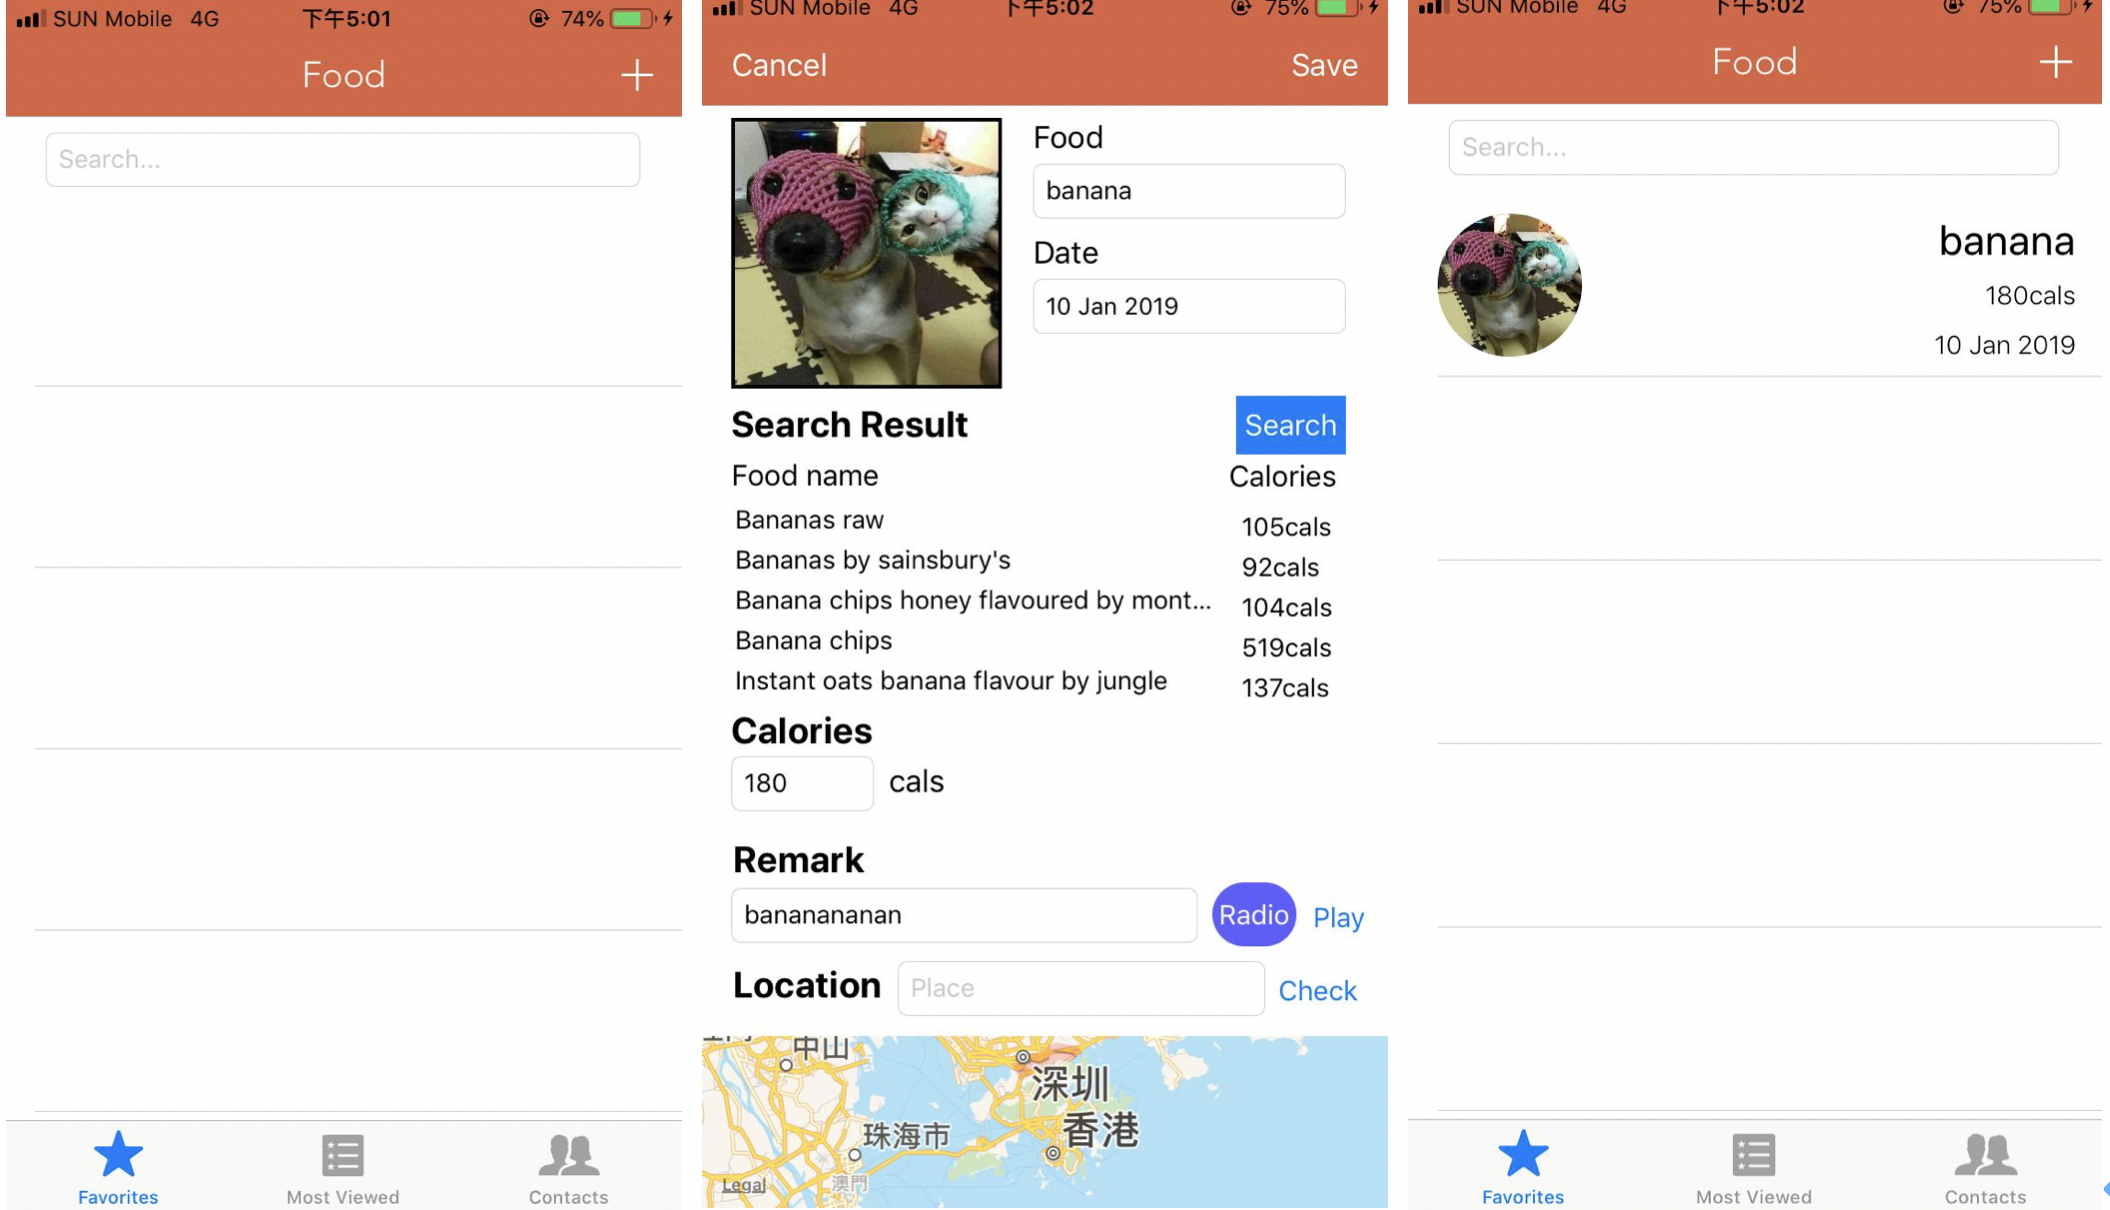 SUN Mobile 4G 下午5:01 74%
Food
Search...
Favorites Most Viewed Contacts
SUN Mobile 4G 下午5:02 75%
Cancel Save
Food
banana
Date
10 Jan 2019
Search Result Search
Food name Calories
Bananas raw 105cals
Bananas by sainsbury's 92cals
Banana chips honey flavoured by mont... 104cals
Banana chips 519cals
Instant oats banana flavour by jungle 137cals
Calories
180 cals
Remark
banananana​n Radio Play
Location Place Check
中山
深圳
香港
珠海市
澳門
Legal
SUN Mobile 4G 下午5:02 75%
Food
Search...
banana
180cals
10 Jan 2019
Favorites Most Viewed Contacts